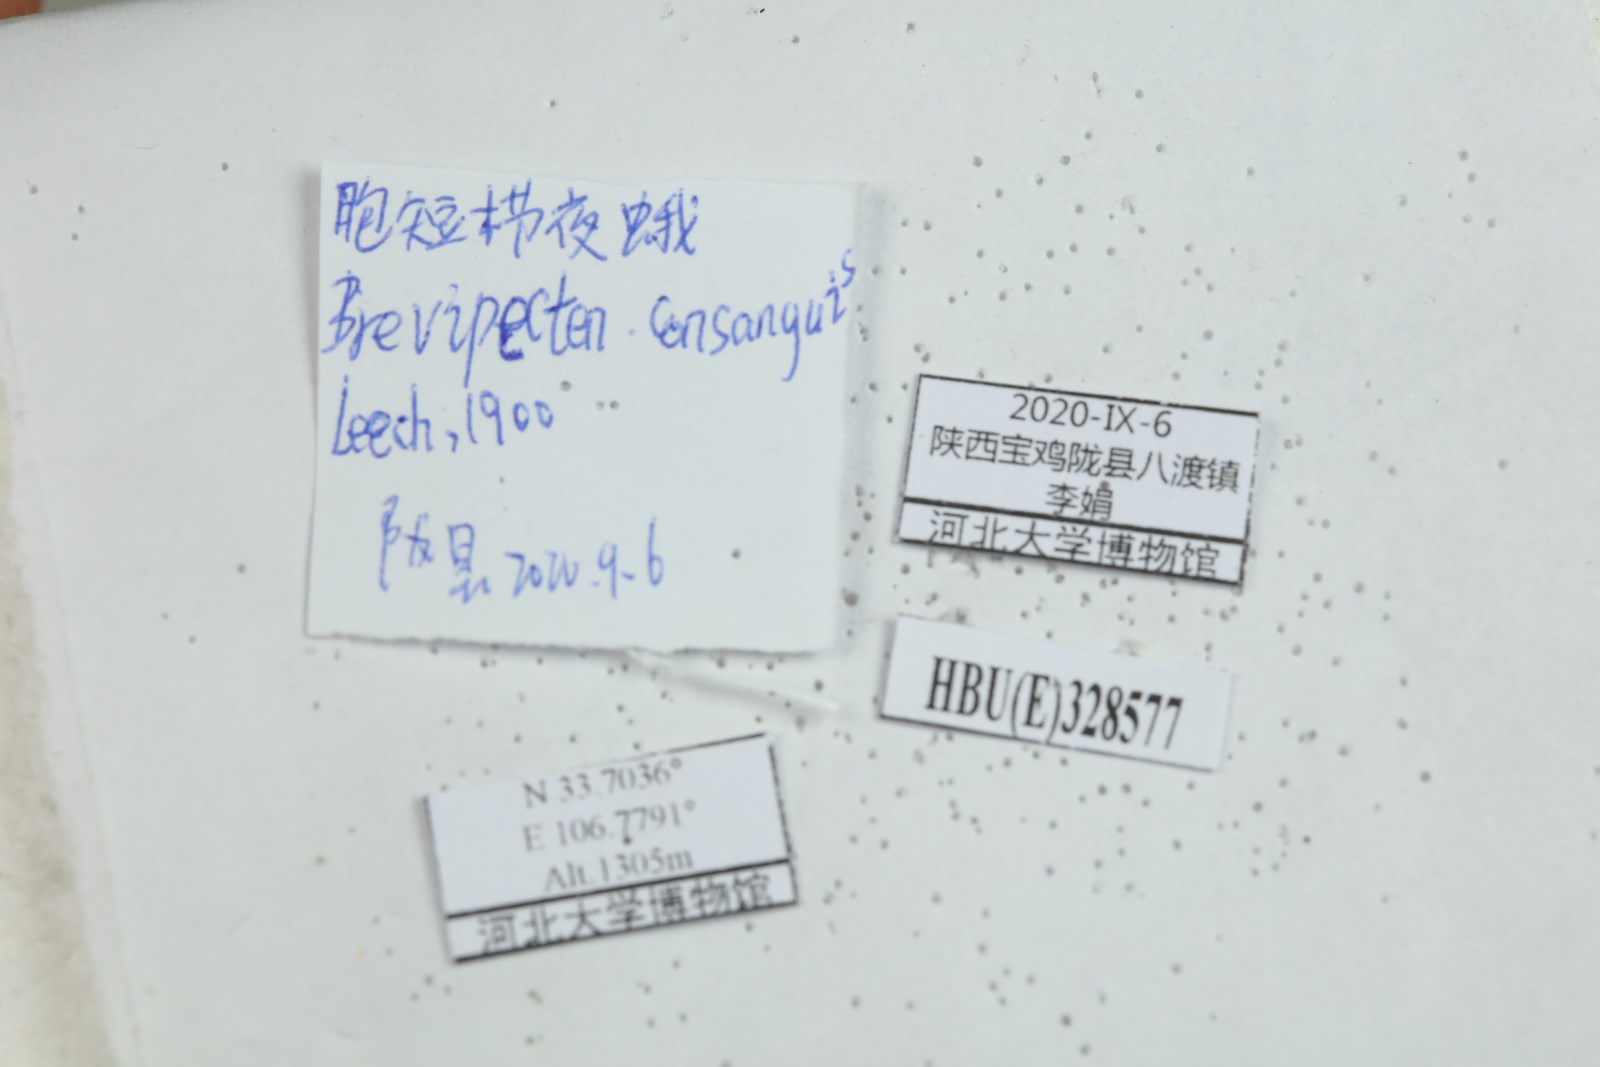 胞短栉夜蛾
Brevipecten consanguis
Leech, 1900
陇县 2020.9.6
2020-IX-6
陕西宝鸡陇县八渡镇
李娟
河北大学博物馆
HBU(E)328577
N 33.7036°
E 106.7791°
Alt.1305m
河北大学博物馆